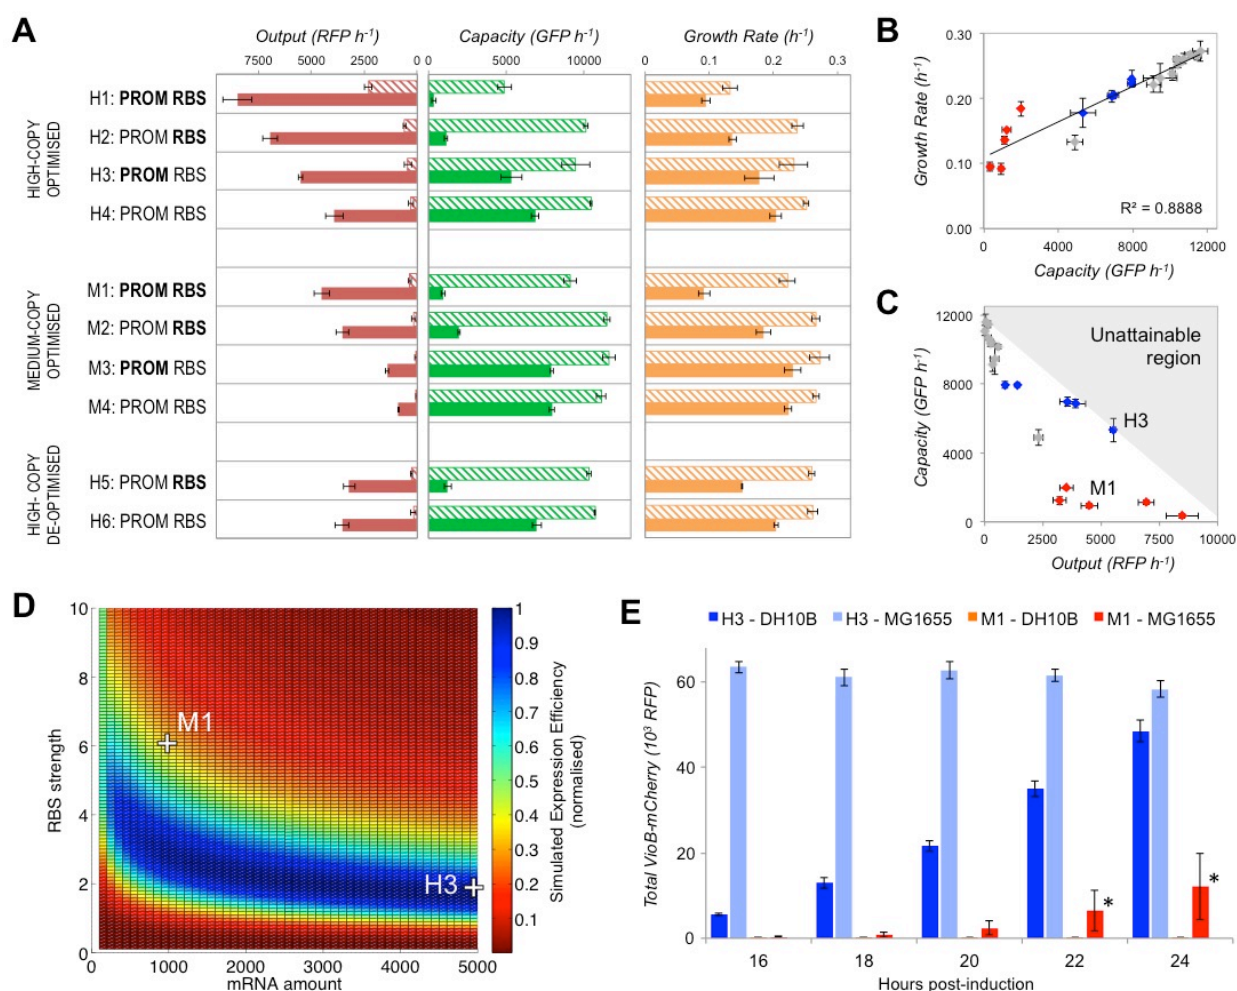 A
Output (RFP h-1)
Capacity (GFP h-1)
Growth Rate (h-1)
7500 5000 2500 0
0 5000 10000
0 0.1 0.2 0.3
HIGH-COPY
OPTIMISED
H1: PROM RBS
H2: PROM RBS
H3: PROM RBS
H4: PROM RBS
MEDIUM-COPY
OPTIMISED
M1: PROM RBS
M2: PROM RBS
M3: PROM RBS
M4: PROM RBS
HIGH- COPY
DE-OPTIMISED
H5: PROM RBS
H6: PROM RBS
B
Growth Rate (h-1)
0.30
0.20
0.10
0.00
R² = 0.8888
0 4000 8000 12000
Capacity (GFP h-1)
C
Capacity (GFP h-1)
12000
8000
4000
0
Unattainable
region
H3
M1
0 2500 5000 7500 10000
Output (RFP h-1)
D
RBS strength
10
8
6
4
2
0
M1
H3
0 1000 2000 3000 4000 5000
mRNA amount
1
0.9
0.8
0.7
0.6
0.5
0.4
0.3
0.2
0.1
Simulated Expression Efficiency
(normalised)
E
H3 - DH10B H3 - MG1655 M1 - DH10B M1 - MG1655
Total VioB-mCherry (10³ RFP)
60
40
20
0
*
*
16 18 20 22 24
Hours post-induction